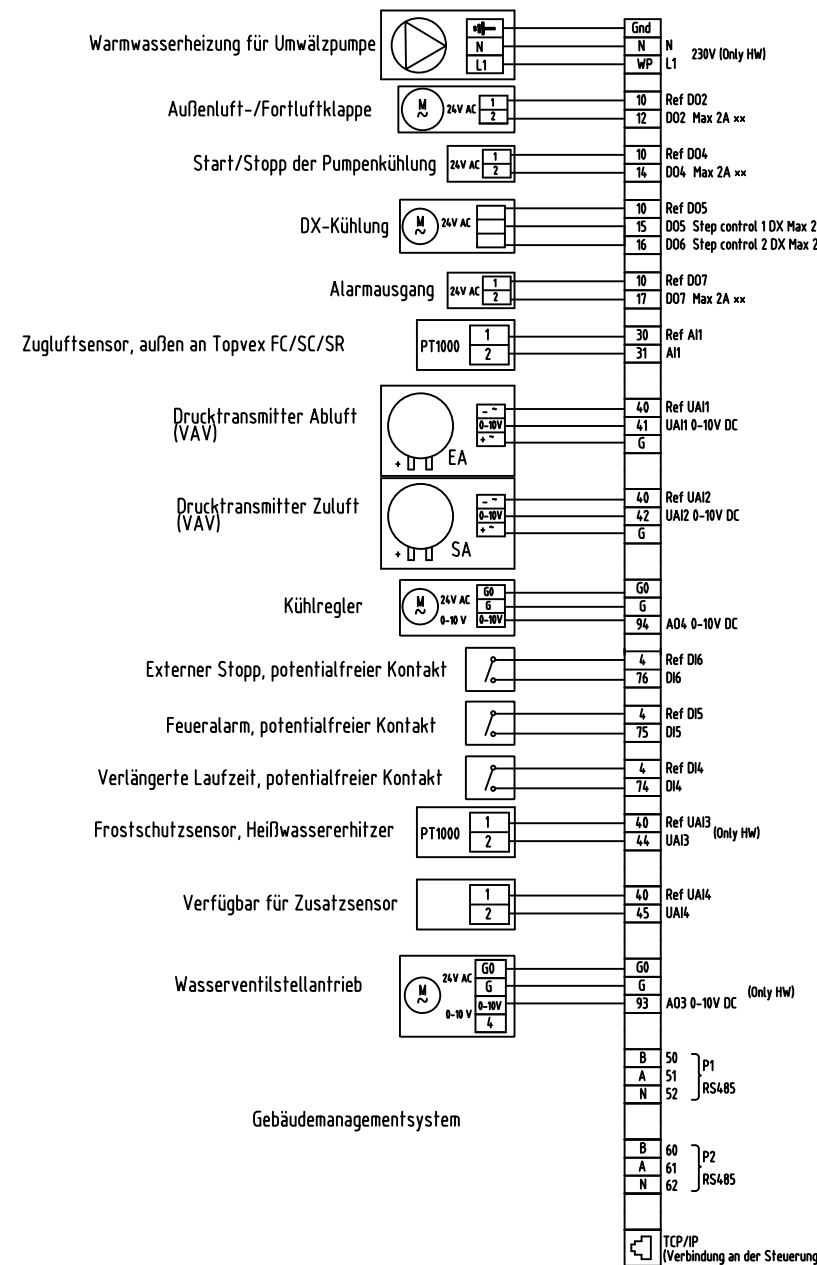 Gnd
Warmwasserheizung für Umwälzpumpe N N N 230V (Only HW)
L1 WP L1
Außenluft-/Fortluftklappe M ~ 24V AC 1 10 Ref DO2
2 12 DO2 Max 2A xx
Start/Stopp der Pumpenkühlung 24V AC 1 10 Ref DO4
2 14 DO4 Max 2A xx
10 Ref DO5
DX-Kühlung M ~ 24V AC 15 DO5 Step control 1 DX Max 2
16 DO6 Step control 2 DX Max 2
Alarmausgang 24V AC 1 10 Ref DO7
2 17 DO7 Max 2A xx
Zugluftsensor, außen an Topvex FC/SC/SR PT1000 1 30 Ref AI1
2 31 AI1
Drucktransmitter Abluft - ~ 40 Ref UAI1
(VAV) 0-10V 41 UAI1 0-10V DC
+ ~ G
+ EA
Drucktransmitter Zuluft - ~ 40 Ref UAI2
(VAV) 0-10V 42 UAI2 0-10V DC
+ ~ G
+ SA
G0 G0
Kühlregler M ~ 24V AC G G
0-10 V 0-10V 94 AO4 0-10V DC
Externer Stopp, potentialfreier Kontakt 4 Ref DI6
76 DI6
Feueralarm, potentialfreier Kontakt 4 Ref DI5
75 DI5
Verlängerte Laufzeit, potentialfreier Kontakt 4 Ref DI4
74 DI4
Frostschutzsensor, Heißwassererhitzer PT1000 1 40 Ref UAI3 (Only HW)
2 44 UAI3
Verfügbar für Zusatzsensor 1 40 Ref UAI4
2 45 UAI4
G0 G0
Wasserventilstellantrieb M ~ 24V AC G G (Only HW)
0-10 V 0-10V 93 AO3 0-10V DC
4
B 50 P1
A 51
N 52 RS485
Gebäudemanagementsystem
B 60 P2
A 61
N 62 RS485
TCP/IP
(Verbindung an der Steuerung